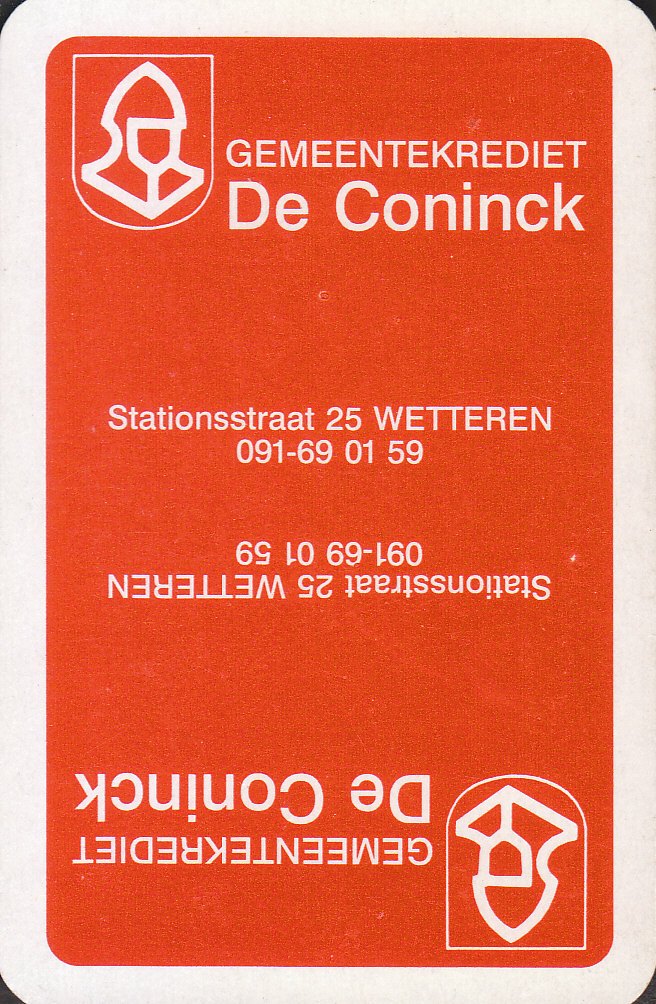 GEMEENTEKREDIET
De Coninck
Stationsstraat 25 WETTEREN
091-69 01 59
091-69 01 59
Stationsstraat 25 WETTEREN
De Coninck
GEMEENTEKREDIET